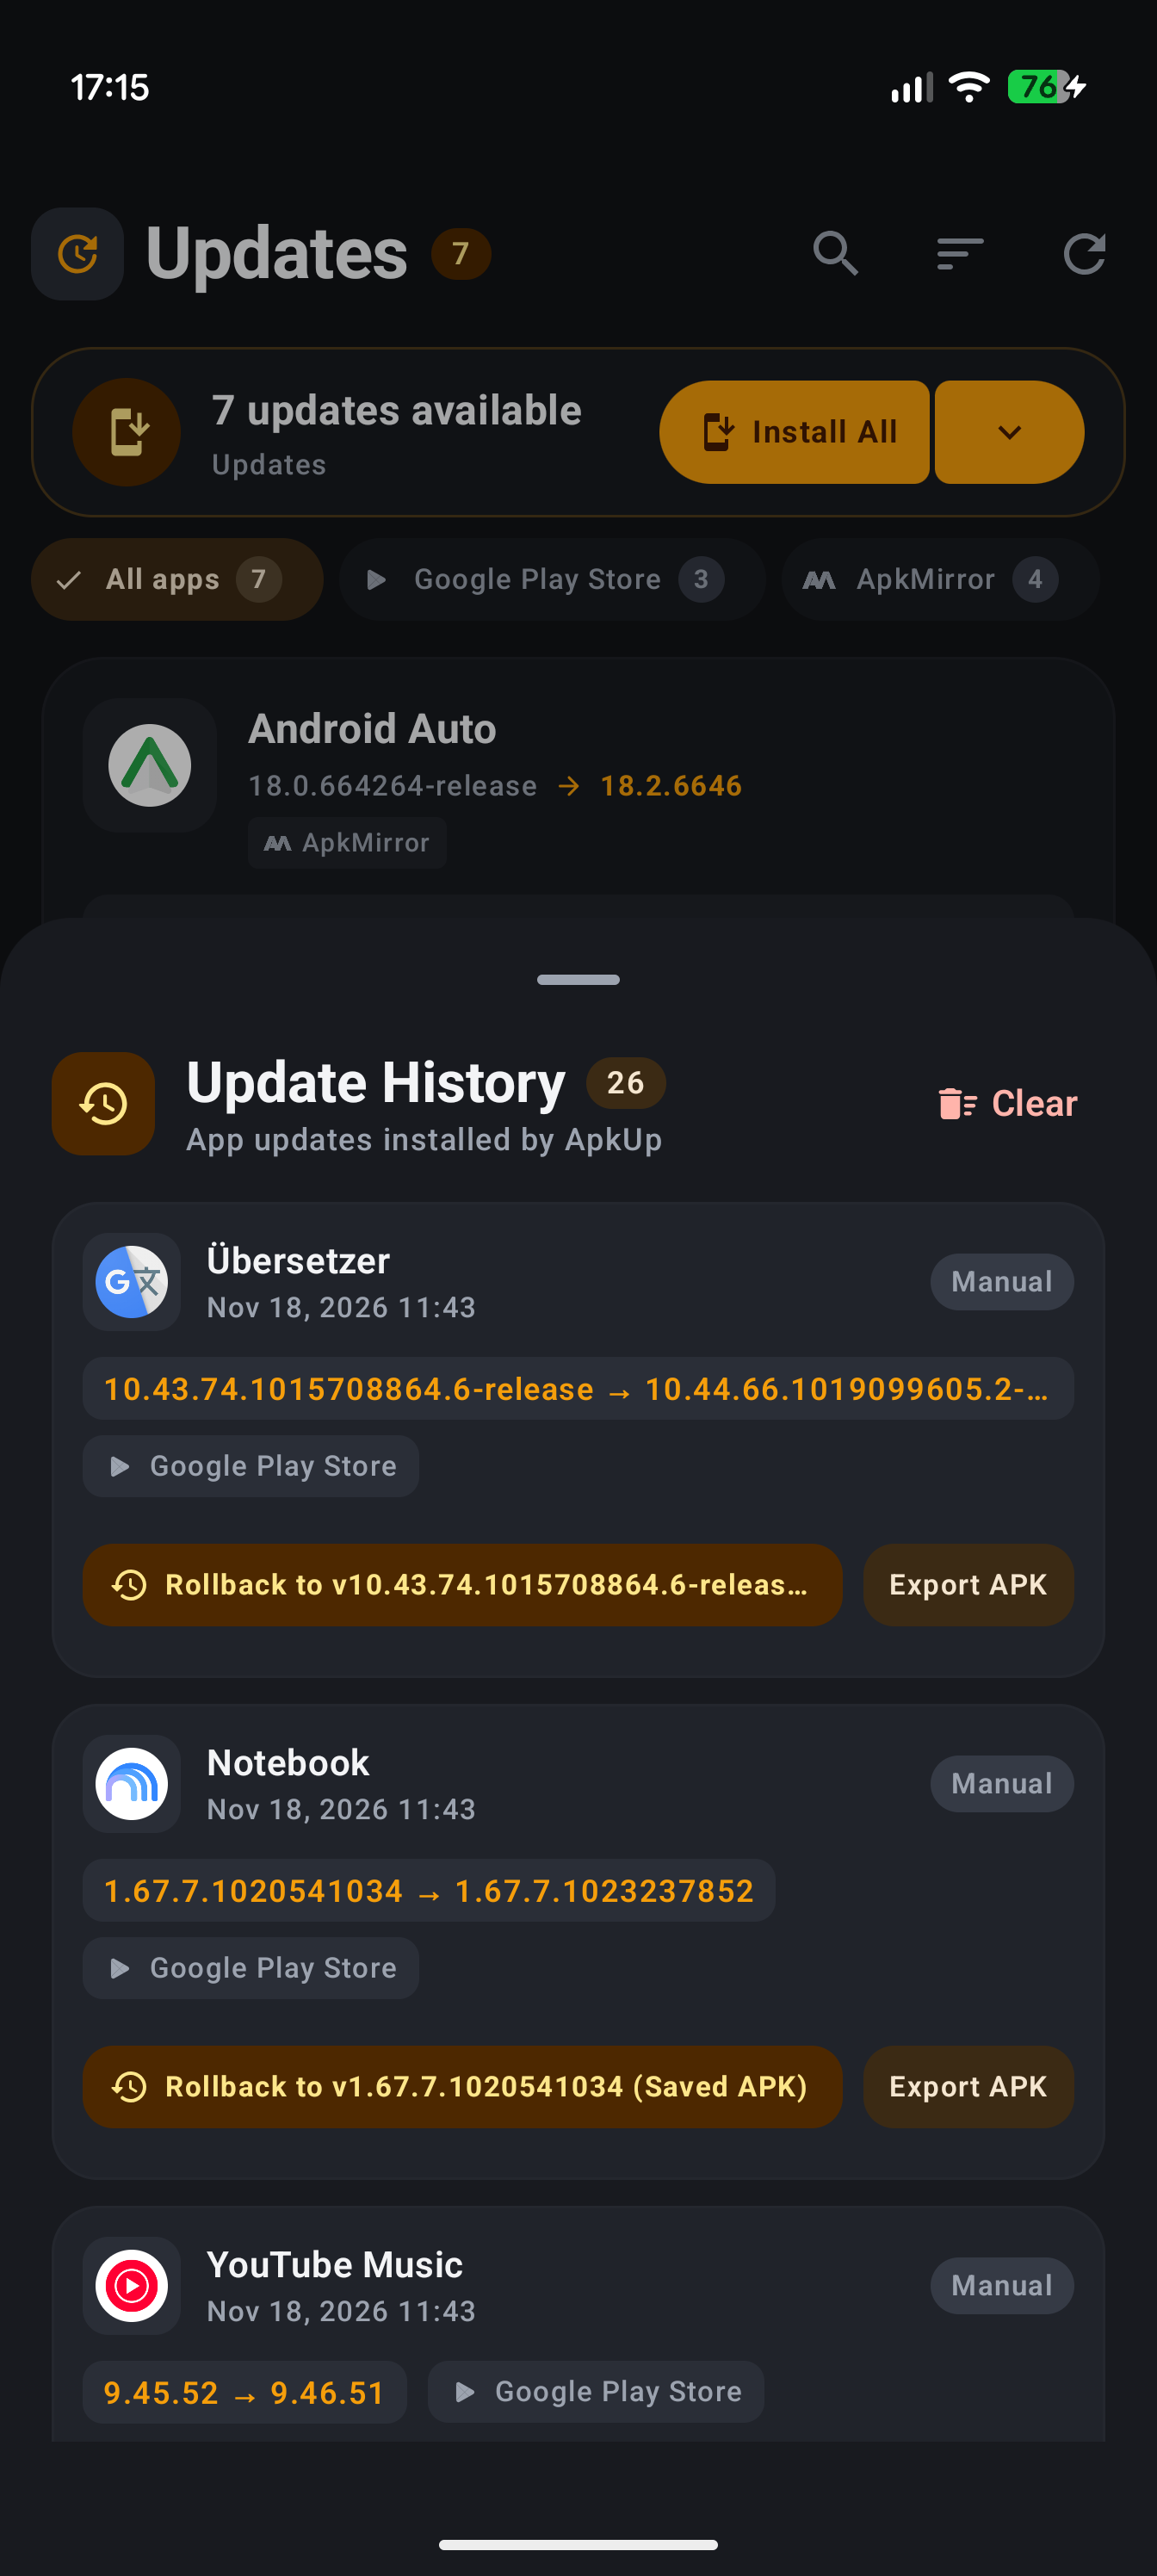 17:15
76
Updates 7
7 updates available
Updates
Install All
All apps 7
Google Play Store 3
ApkMirror 4
Android Auto
18.0.664264-release → 18.2.6646
ApkMirror
Update History 26
App updates installed by ApkUp
Clear
Übersetzer
Nov 18, 2026 11:43
Manual
10.43.74.1015708864.6-release → 10.44.66.1019099605.2-…
Google Play Store
Rollback to v10.43.74.1015708864.6-releas…
Export APK
Notebook
Nov 18, 2026 11:43
Manual
1.67.7.1020541034 → 1.67.7.1023237852
Google Play Store
Rollback to v1.67.7.1020541034 (Saved APK)
Export APK
YouTube Music
Nov 18, 2026 11:43
Manual
9.45.52 → 9.46.51
Google Play Store